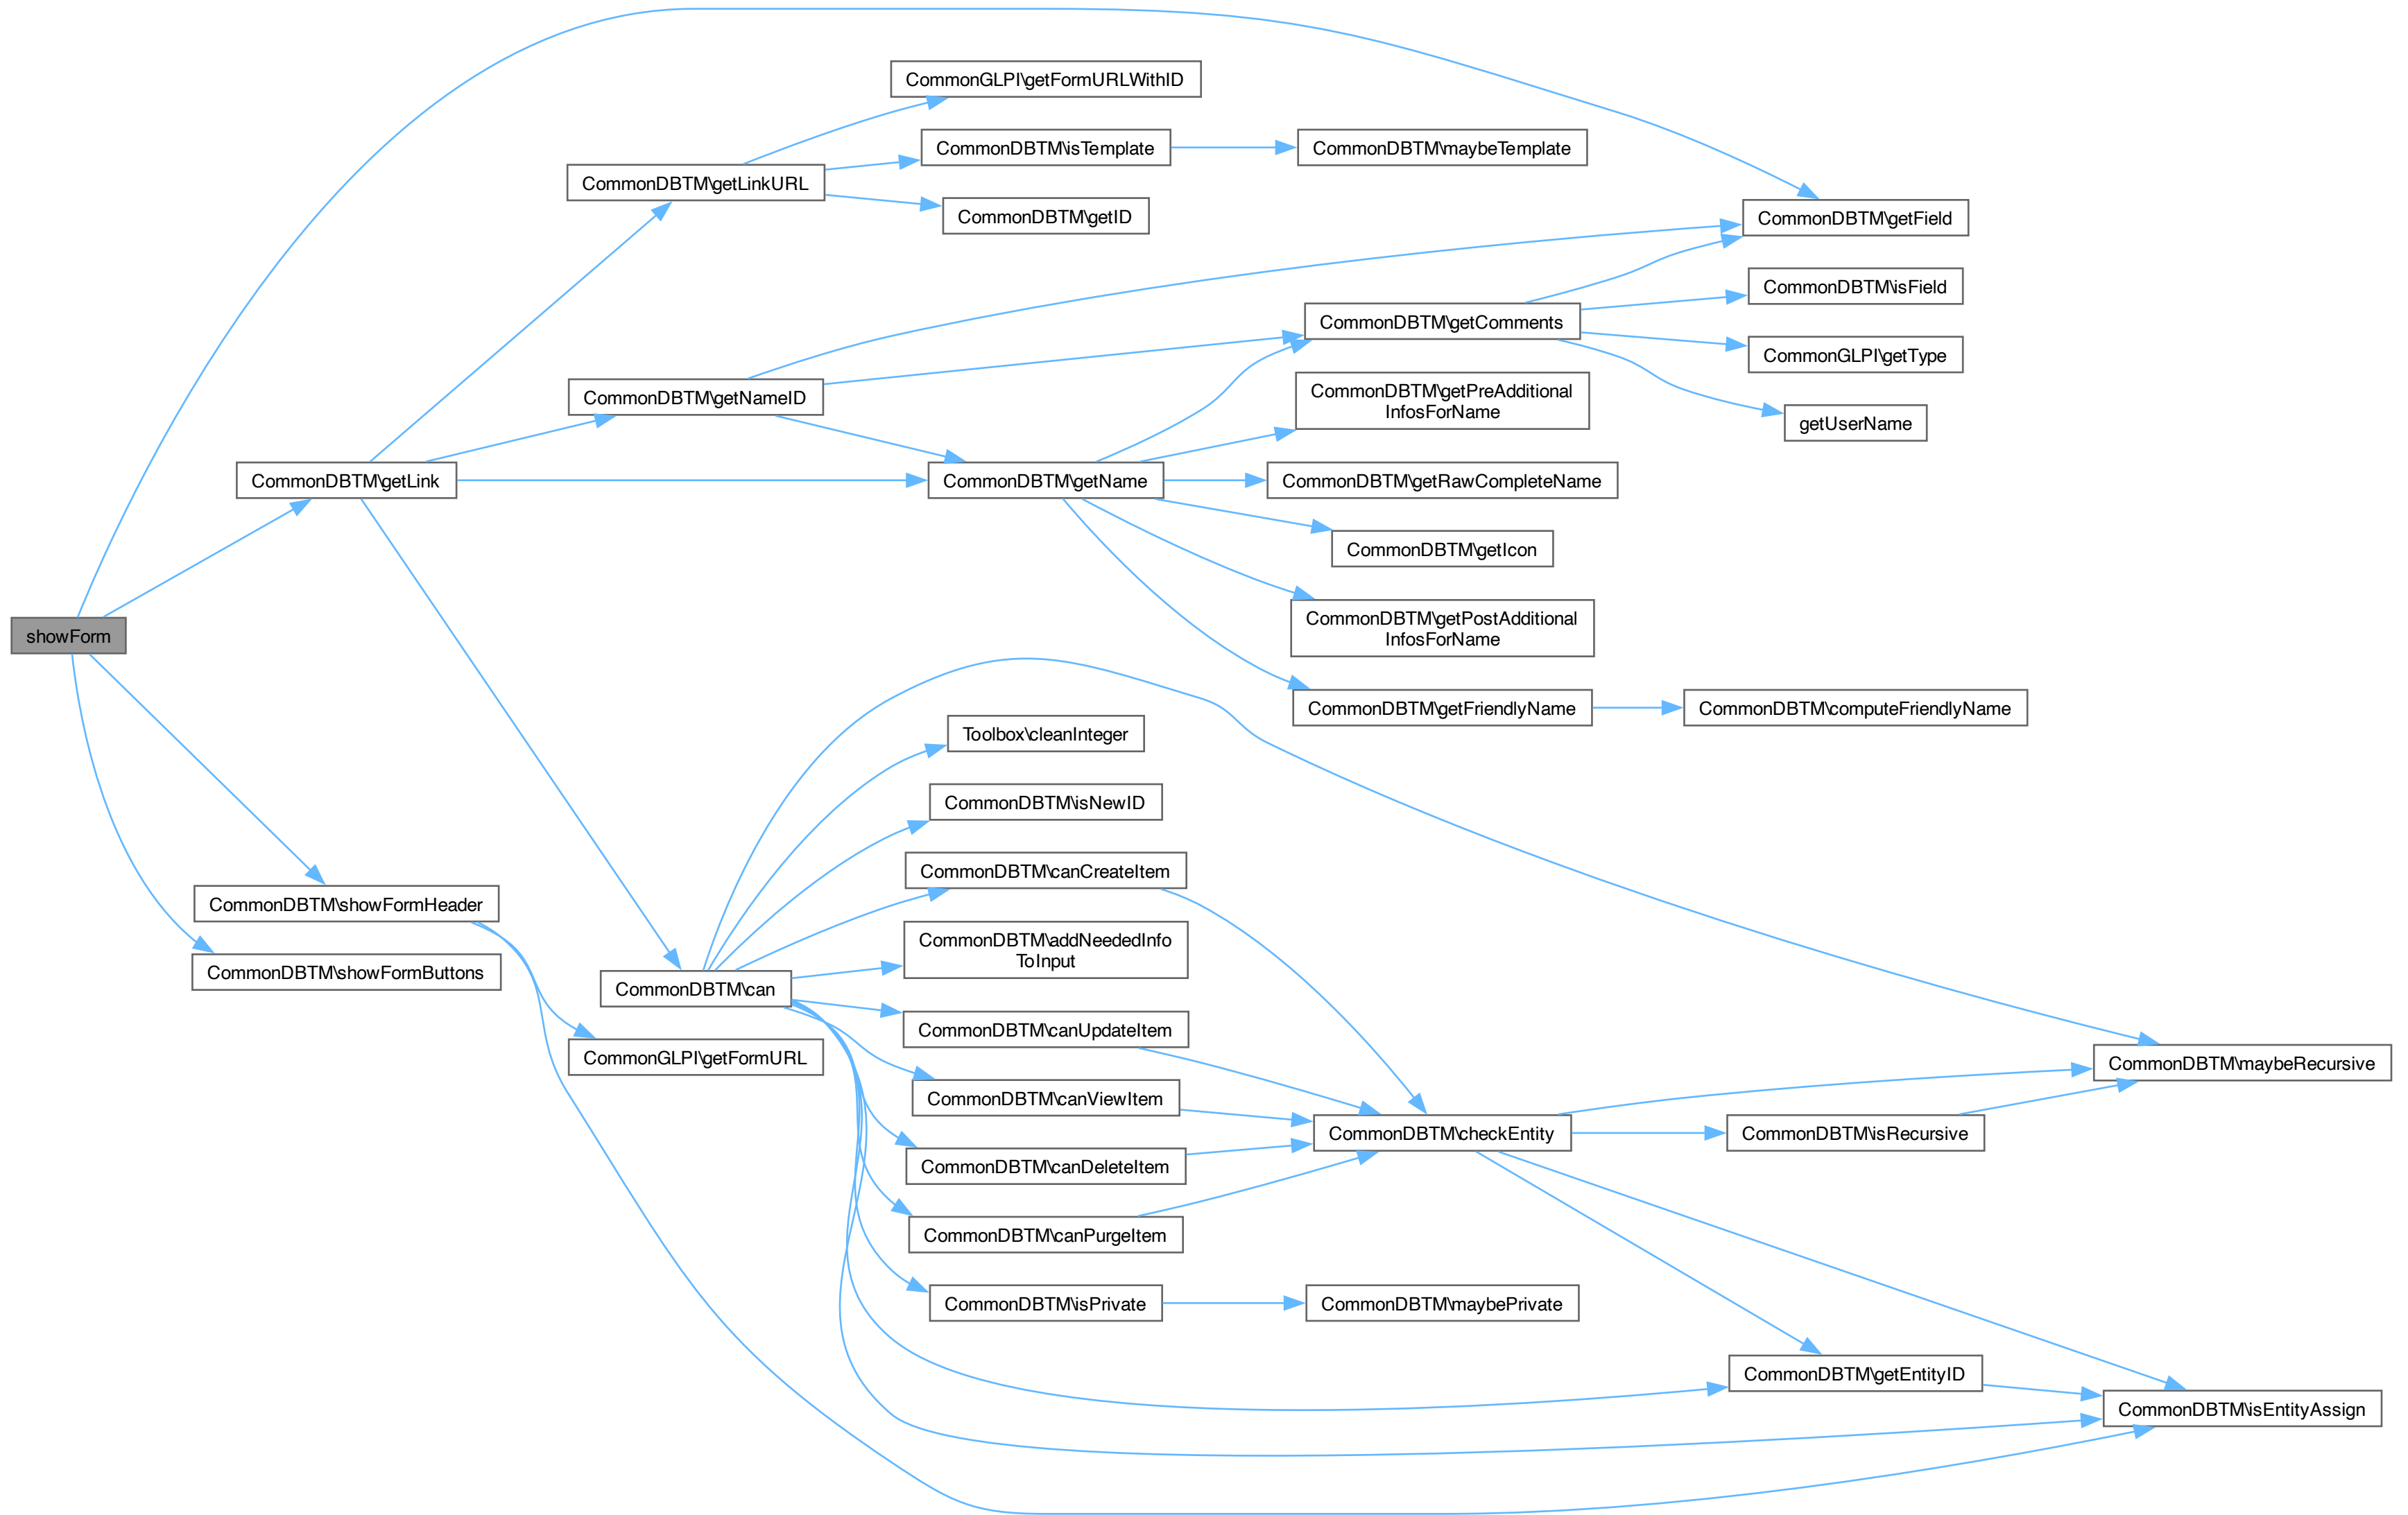 showForm
CommonDBTM\getLink
CommonDBTM\showFormHeader
CommonDBTM\showFormButtons
CommonDBTM\getLinkURL
CommonDBTM\getNameID
CommonDBTM\can
CommonGLPI\getFormURL
CommonGLPI\getFormURLWithID
CommonDBTM\isTemplate
CommonDBTM\getID
CommonDBTM\getName
Toolbox\cleanInteger
CommonDBTM\isNewID
CommonDBTM\canCreateItem
CommonDBTM\addNeededInfo
ToInput
CommonDBTM\canUpdateItem
CommonDBTM\canViewItem
CommonDBTM\canDeleteItem
CommonDBTM\canPurgeItem
CommonDBTM\isPrivate
CommonDBTM\maybeTemplate
CommonDBTM\getComments
CommonDBTM\getPreAdditional
InfosForName
CommonDBTM\getRawCompleteName
CommonDBTM\getIcon
CommonDBTM\getPostAdditional
InfosForName
CommonDBTM\getFriendlyName
CommonDBTM\checkEntity
CommonDBTM\maybePrivate
CommonDBTM\getField
CommonDBTM\isField
CommonGLPI\getType
getUserName
CommonDBTM\computeFriendlyName
CommonDBTM\isRecursive
CommonDBTM\getEntityID
CommonDBTM\maybeRecursive
CommonDBTM\isEntityAssign